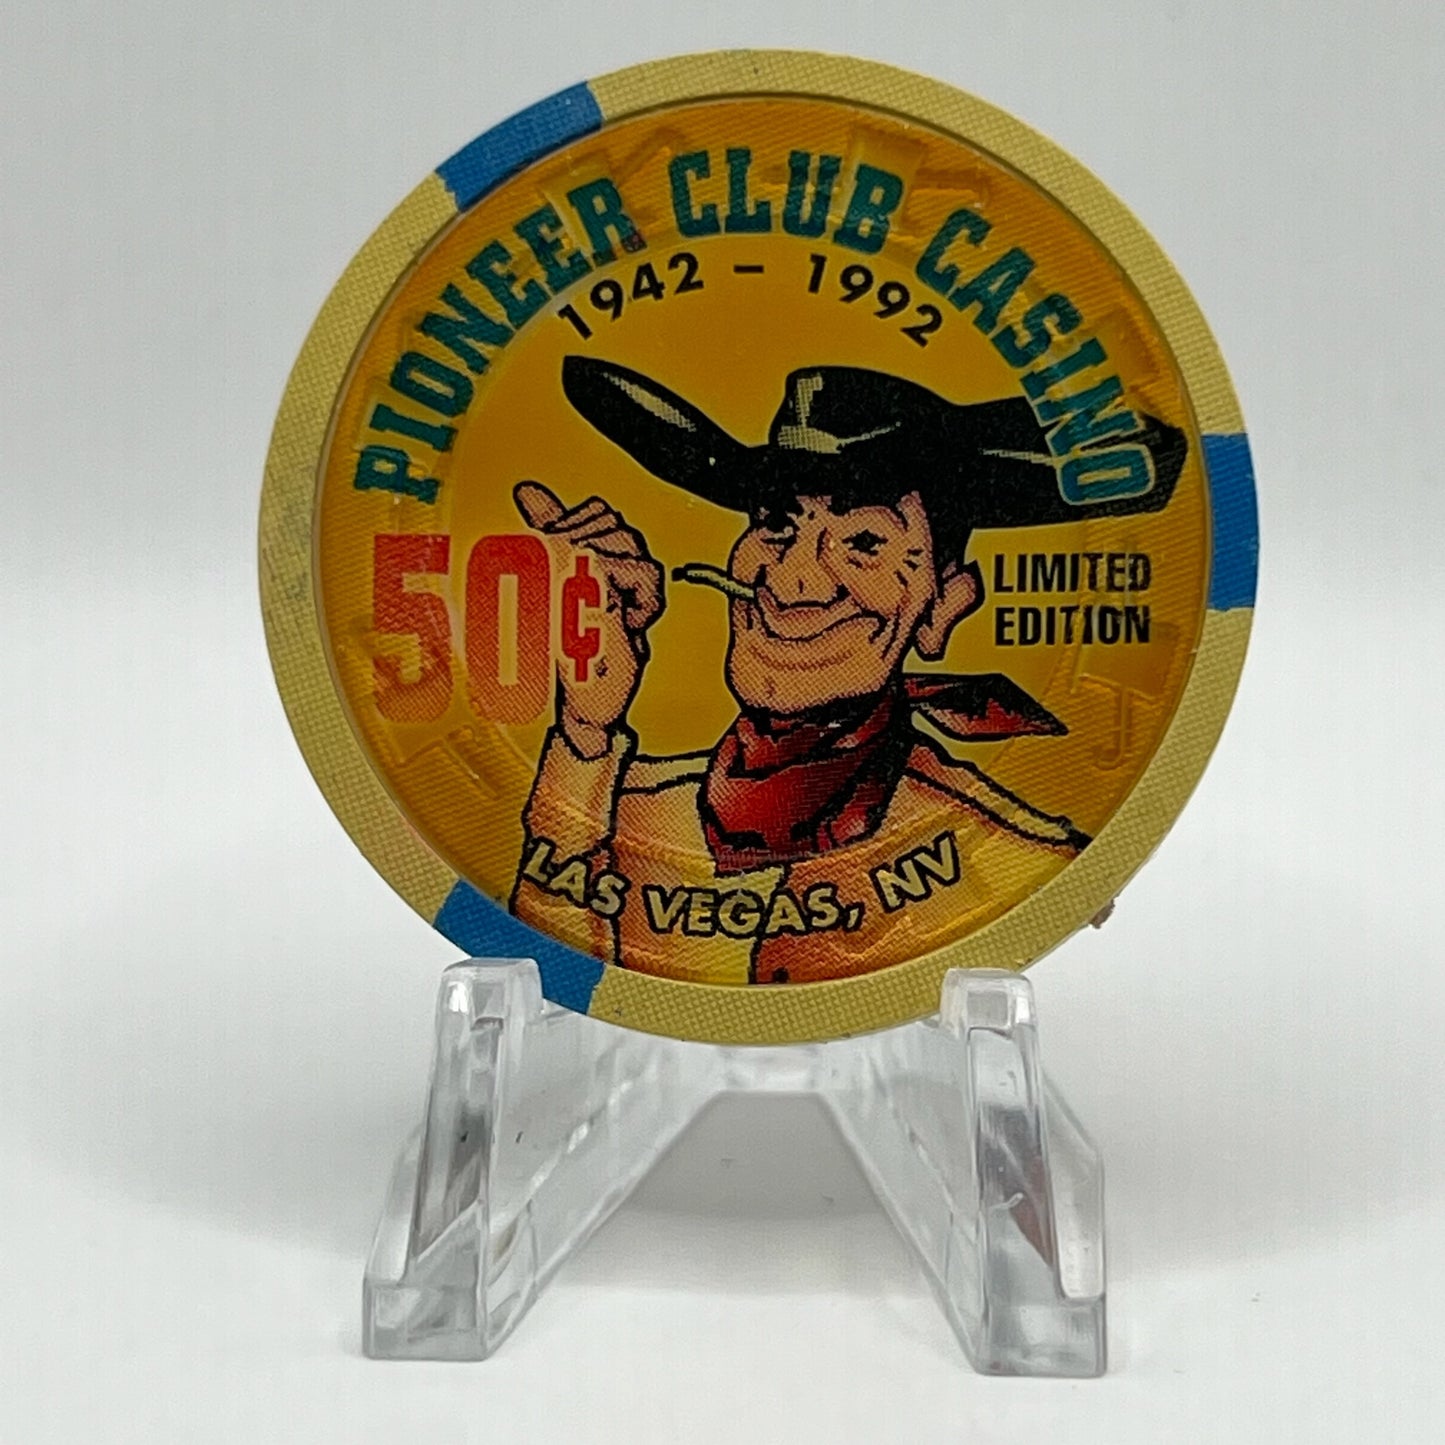 PIONEER CLUB CASINO
1942 - 1992
50¢
LIMITED
EDITION
LAS VEGAS, NV